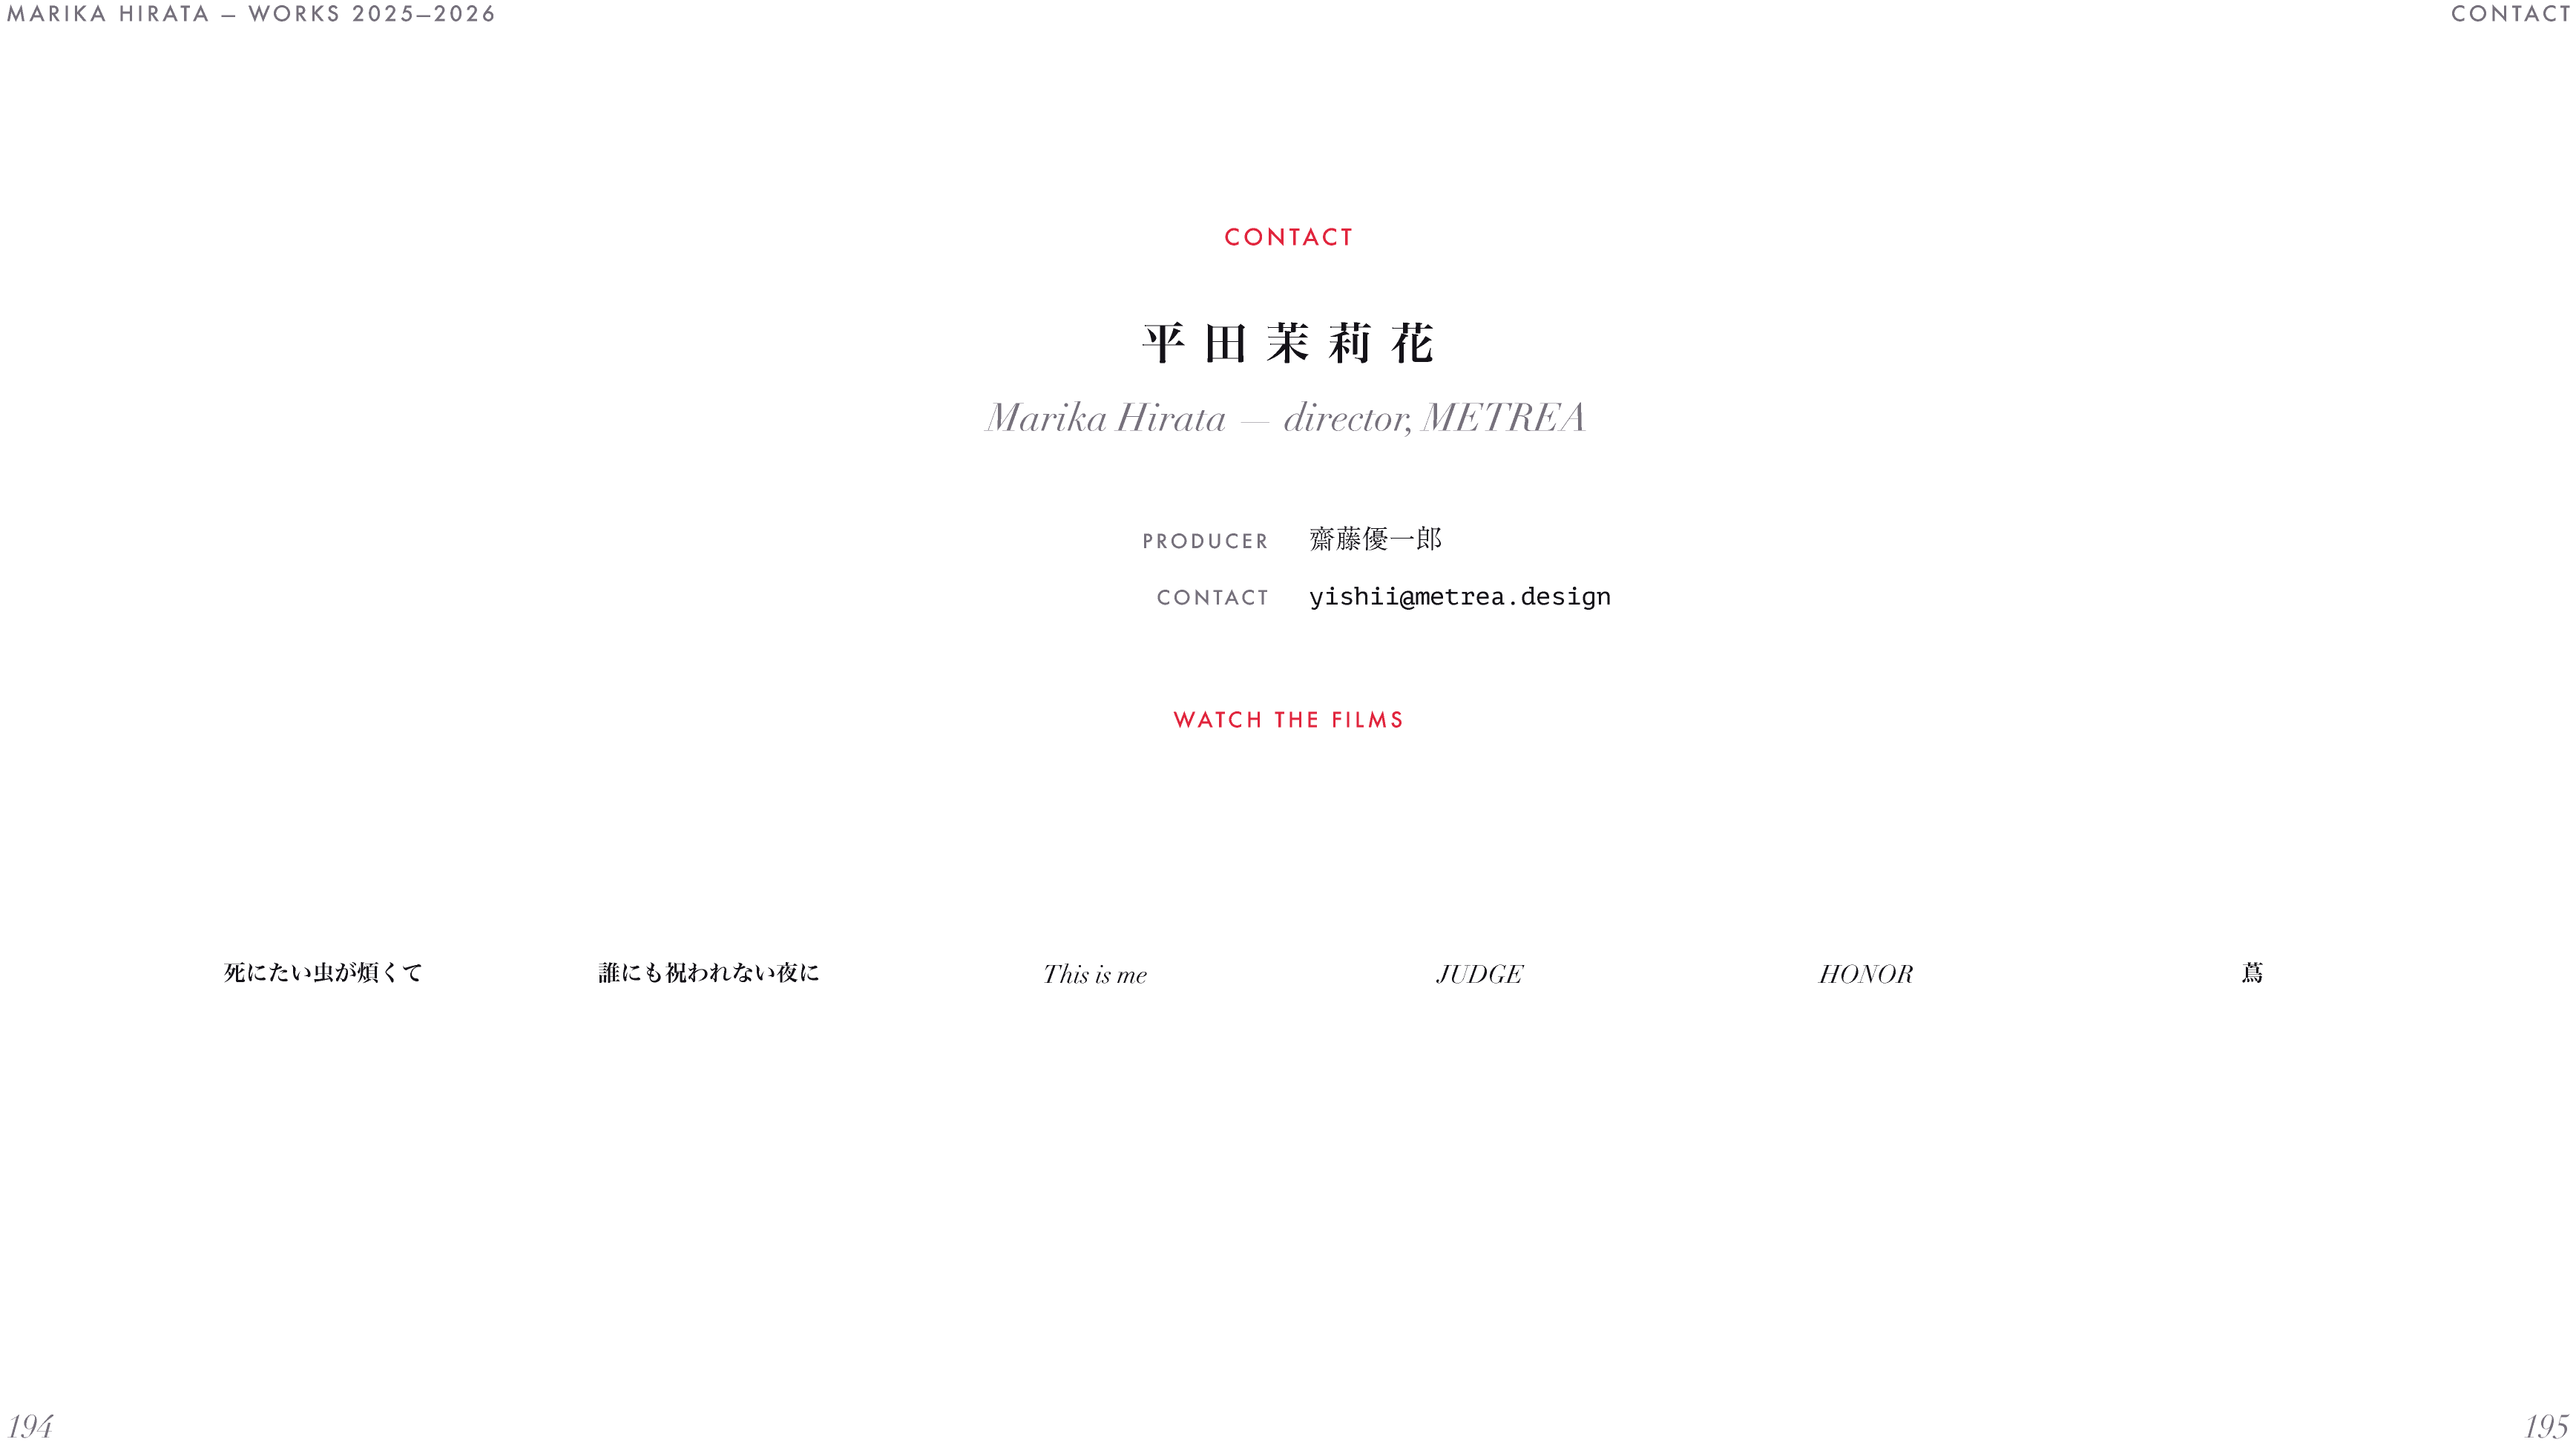 MARIKA HIRATA — WORKS 2025–2026
CONTACT
CONTACT
平田茉莉花
Marika Hirata — director, METREA
PRODUCER 齋藤優一郎
CONTACT yishii@metrea.design
WATCH THE FILMS
死にたい虫が煩くて 誰にも祝われない夜に This is me JUDGE HONOR 蔦
194
195